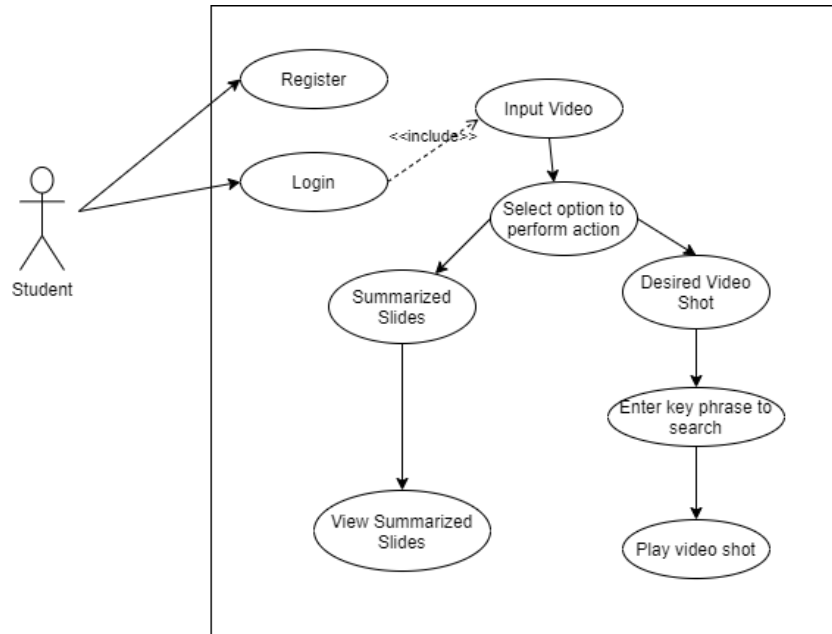 Register
Input Video
<<include>>
Login
Select option to
perform action
Student
Summarized
Slides
Desired Video
Shot
Enter key phrase to
search
View Summarized
Slides
Play video shot